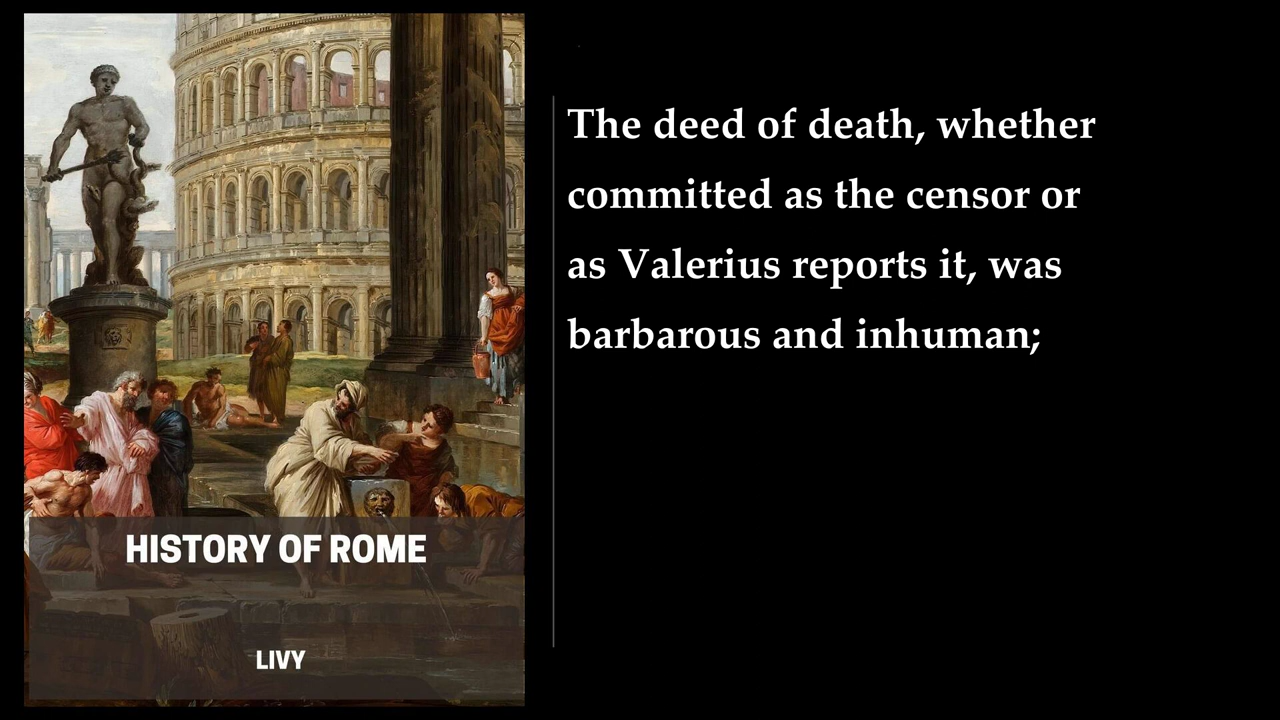 HISTORY OF ROME
LIVY
The deed of death, whether
committed as the censor or
as Valerius reports it, was
barbarous and inhuman;